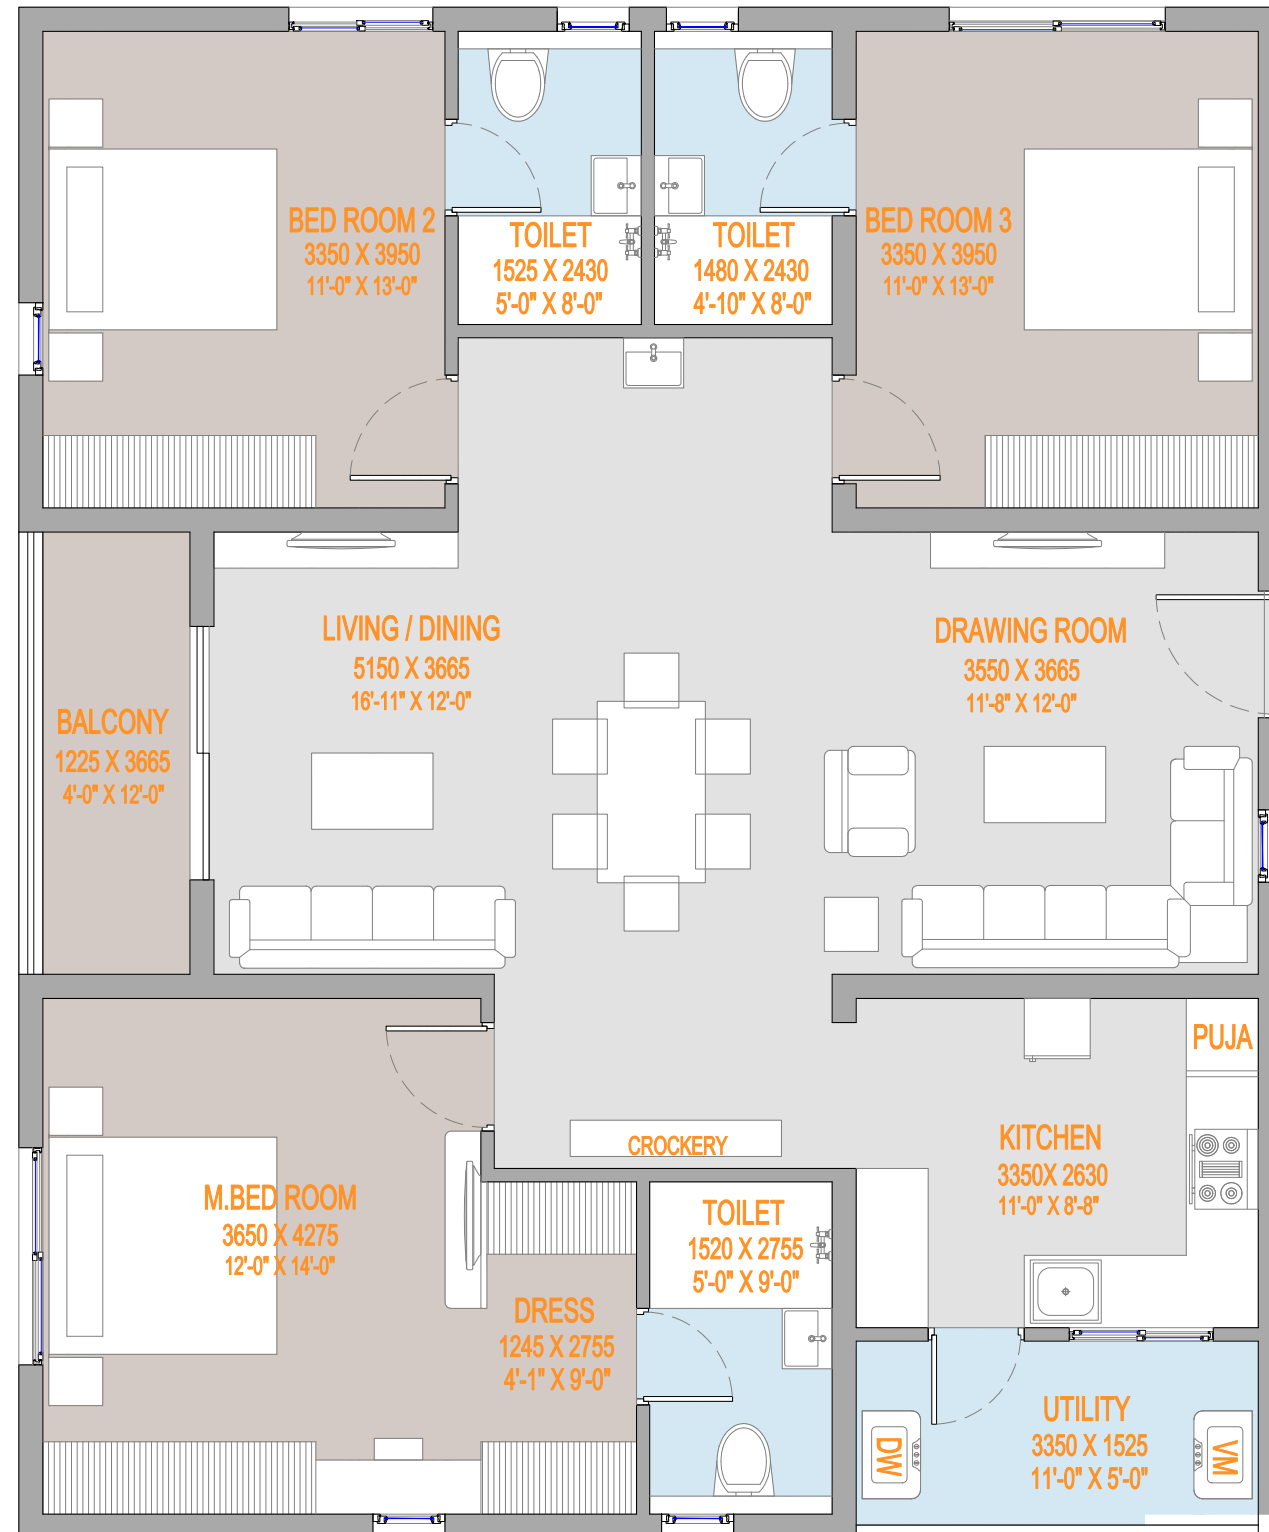 BED ROOM 2
3350 X 3950
11'-0" X 13'-0"
TOILET
1525 X 2430
5'-0" X 8'-0"
TOILET
1480 X 2430
4'-10" X 8'-0"
BED ROOM 3
3350 X 3950
11'-0" X 13'-0"
LIVING / DINING
5150 X 3665
16'-11" X 12'-0"
DRAWING ROOM
3550 X 3665
11'-8" X 12'-0"
BALCONY
1225 X 3665
4'-0" X 12'-0"
PUJA
CROCKERY
KITCHEN
3350X 2630
11'-0" X 8'-8"
M.BED ROOM
3650 X 4275
12'-0" X 14'-0"
TOILET
1520 X 2755
5'-0" X 9'-0"
DRESS
1245 X 2755
4'-1" X 9'-0"
UTILITY
3350 X 1525
11'-0" X 5'-0"
DW
VM